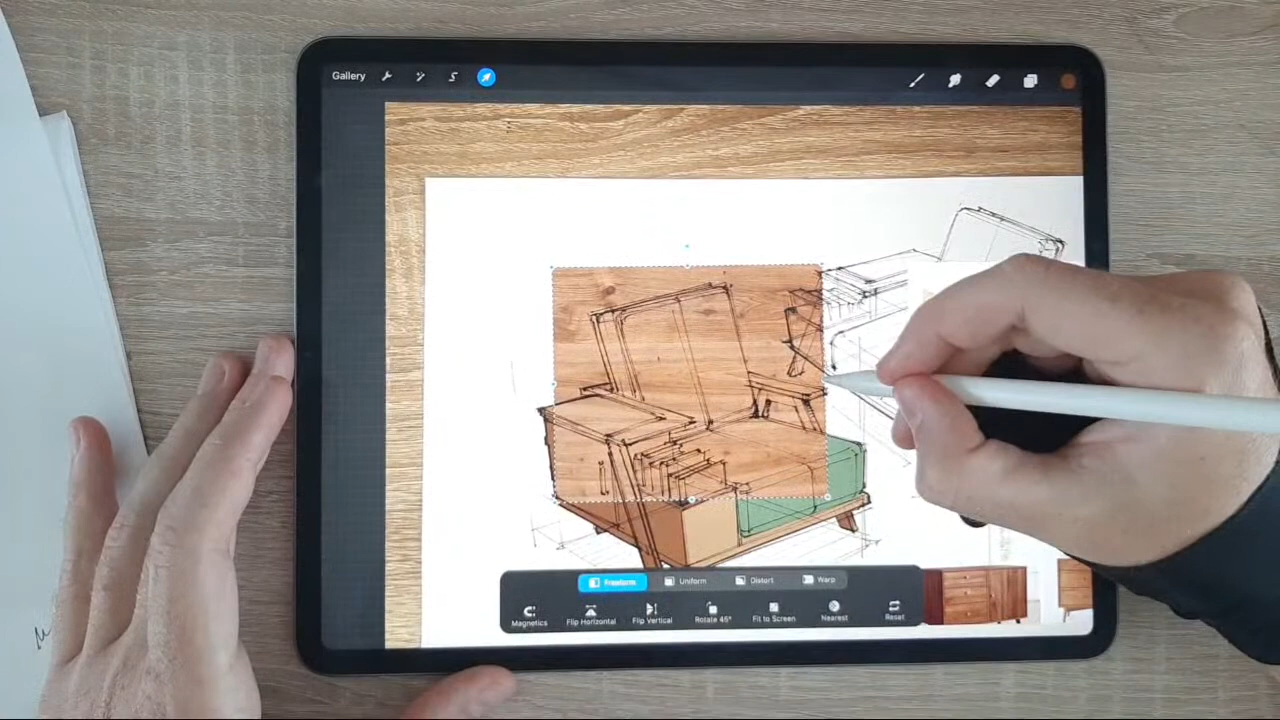 Gallery
Freeform Uniform Distort Warp
Magnetics Flip Horizontal Flip Vertical Rotate 45° Fit to Screen Nearest Reset